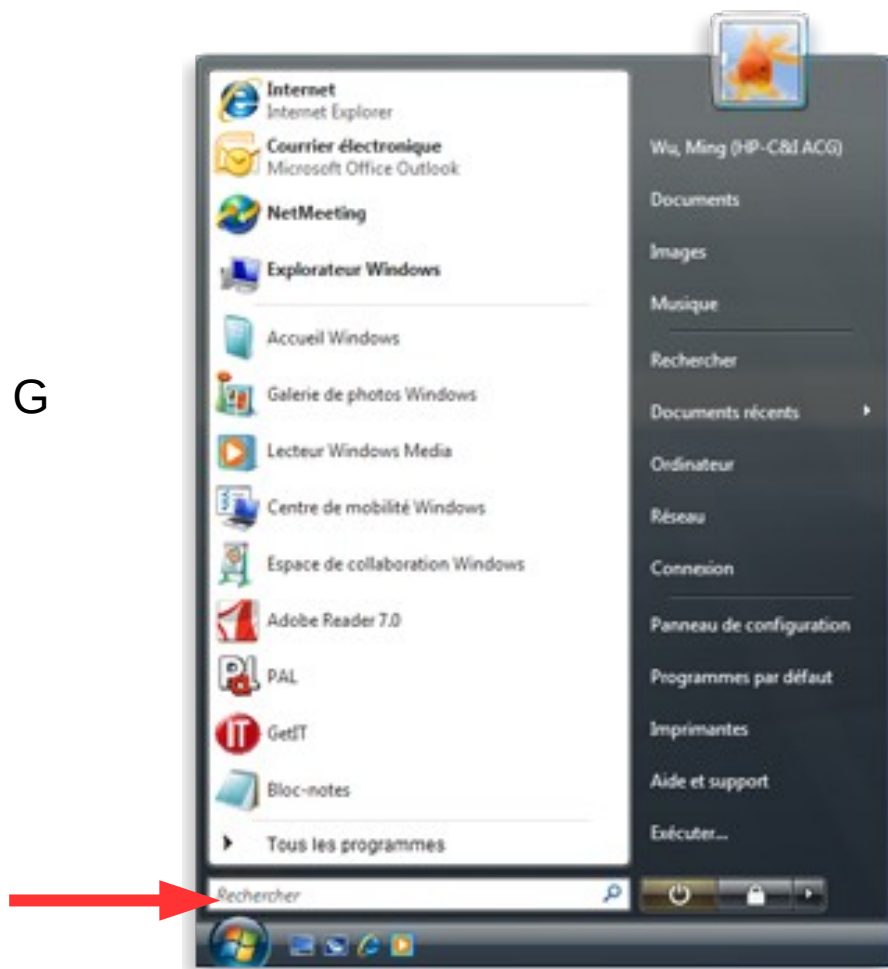 Internet
Internet Explorer
Courrier électronique
Microsoft Office Outlook
NetMeeting
Explorateur Windows
Accueil Windows
Galerie de photos Windows
Lecteur Windows Media
Centre de mobilité Windows
Espace de collaboration Windows
Adobe Reader 7.0
PAL
GetIT
Bloc-notes
Tous les programmes
Rechercher
G
Wu, Ming (HP-C&I ACG)
Documents
Images
Musique
Rechercher
Documents récents
Ordinateur
Réseau
Connexion
Panneau de configuration
Programmes par défaut
Imprimantes
Aide et support
Exécuter...